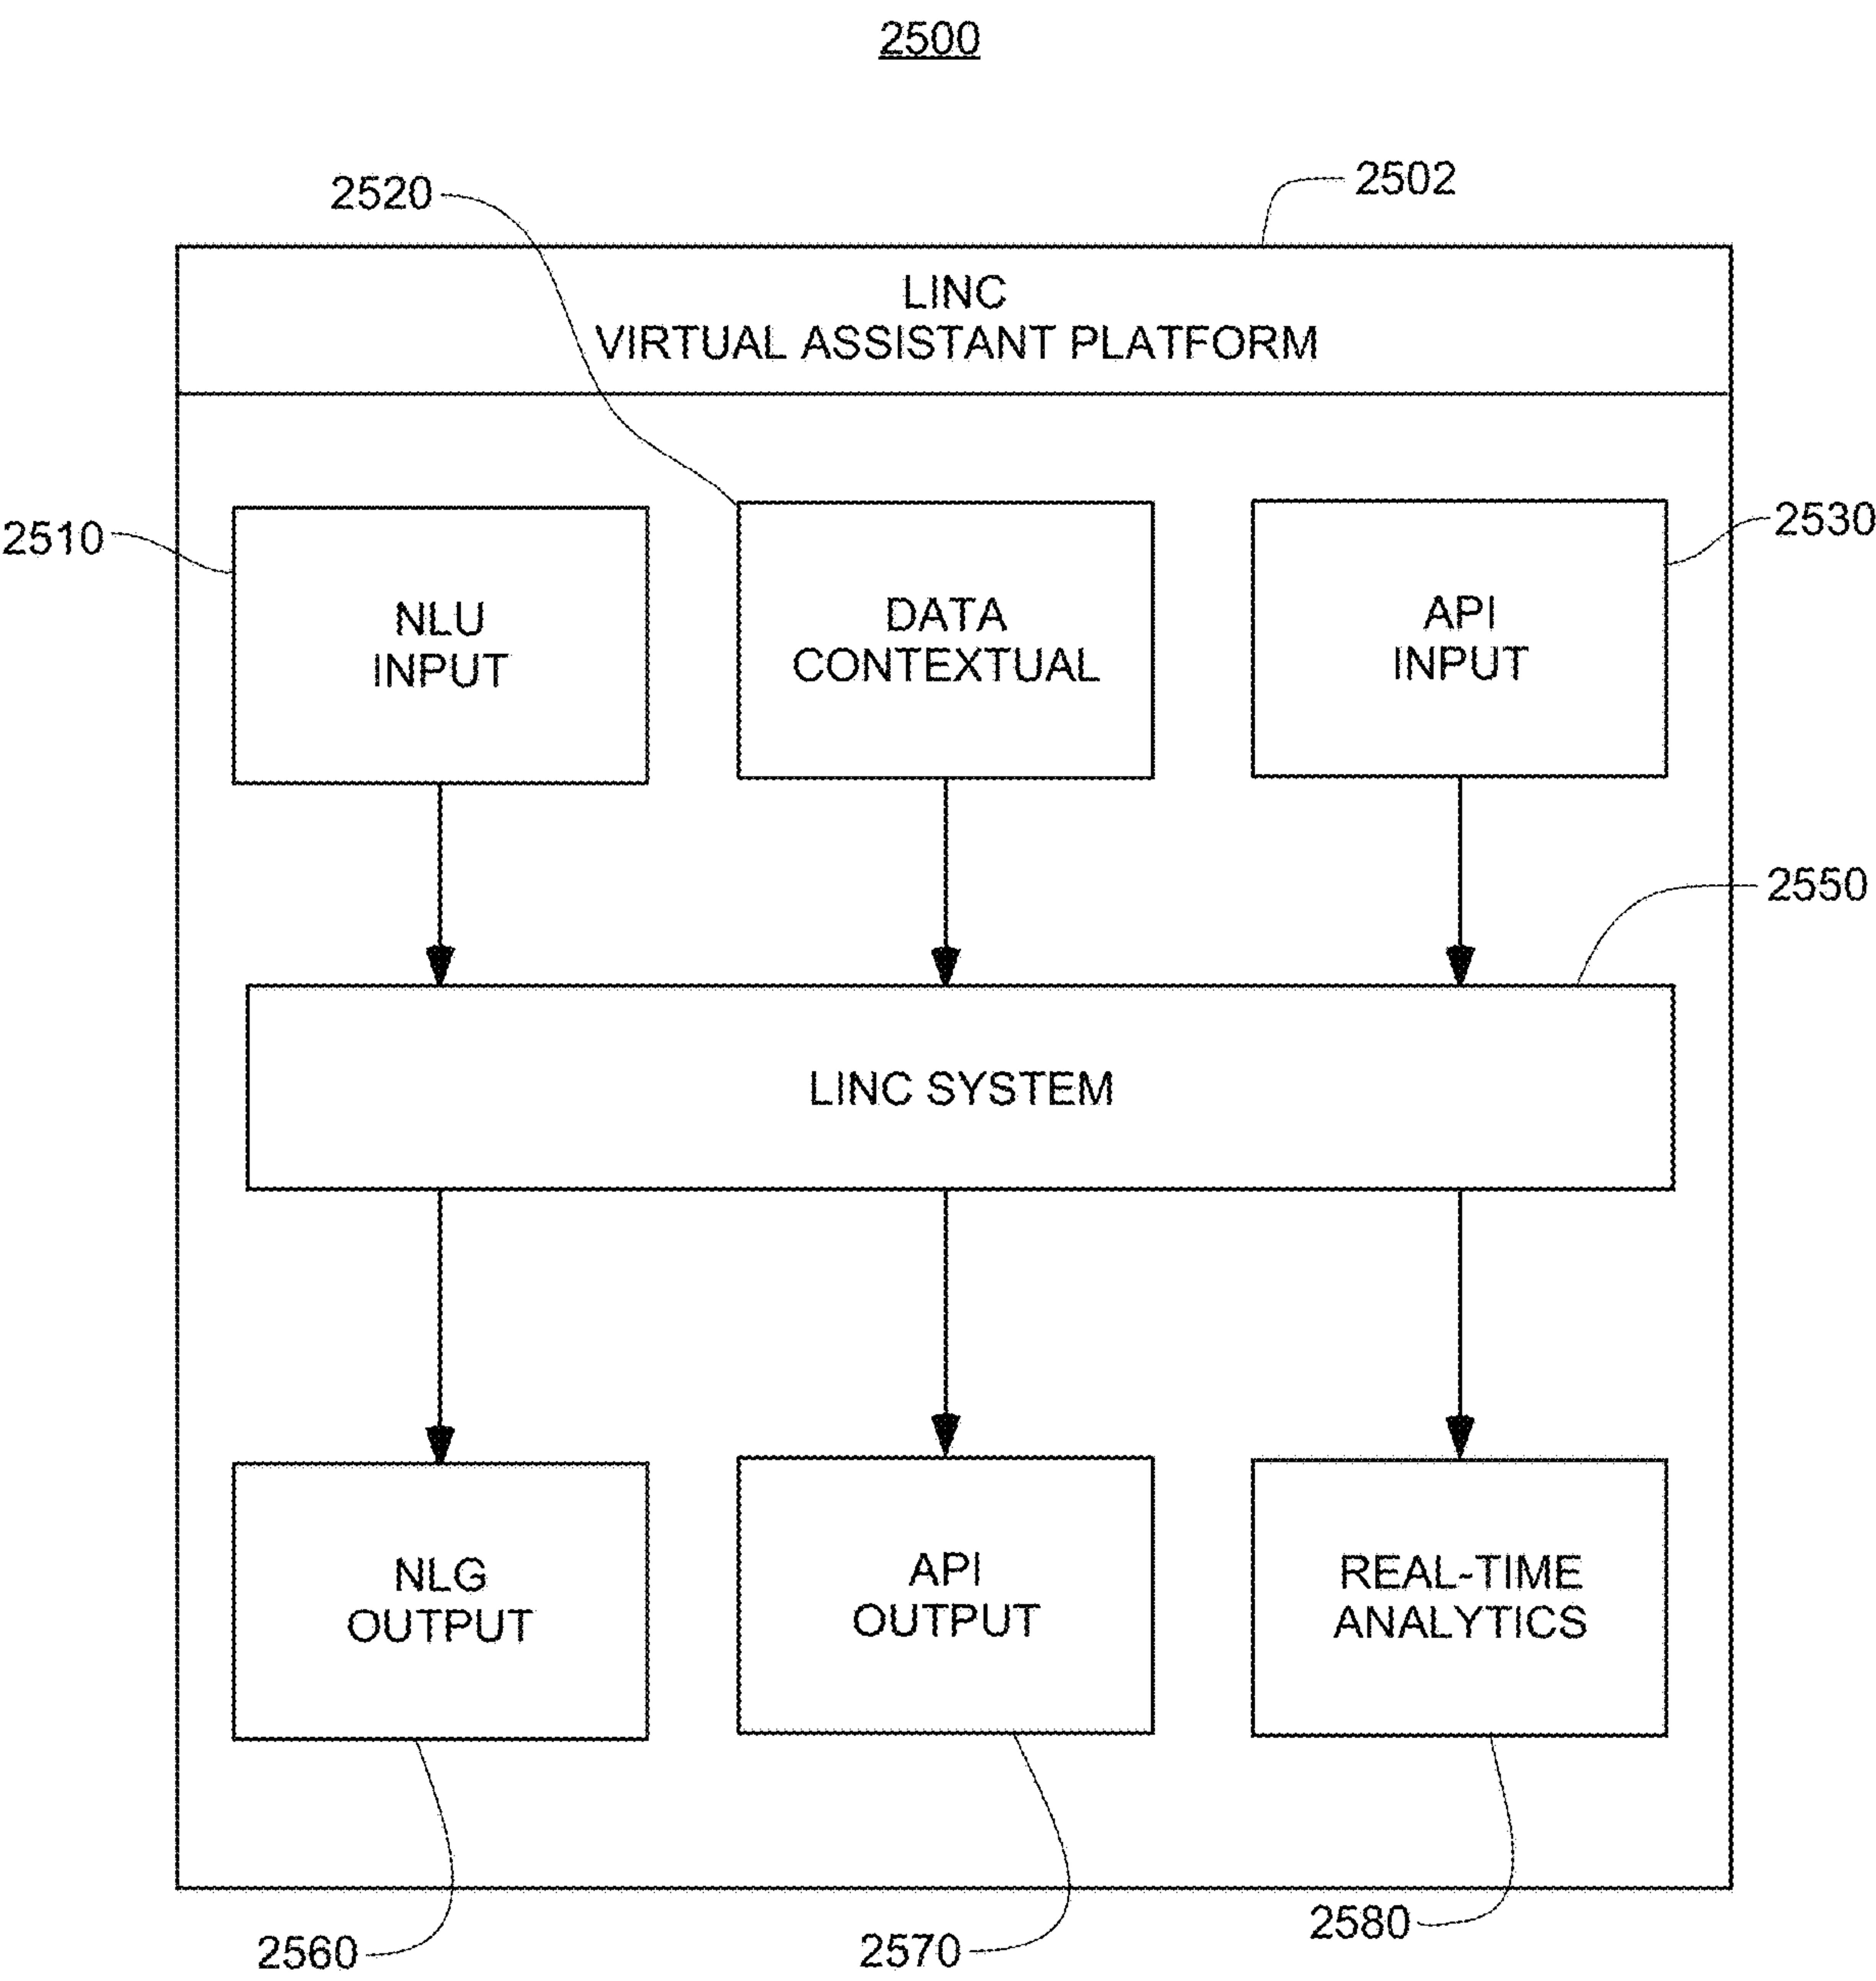 2500
2502
2520
LINC
VIRTUAL ASSISTANT PLATFORM
2510
2530
NLU
INPUT
DATA
CONTEXTUAL
API
INPUT
2550
LINC SYSTEM
NLG
OUTPUT
API
OUTPUT
REAL-TIME
ANALYTICS
2560
2570
2580